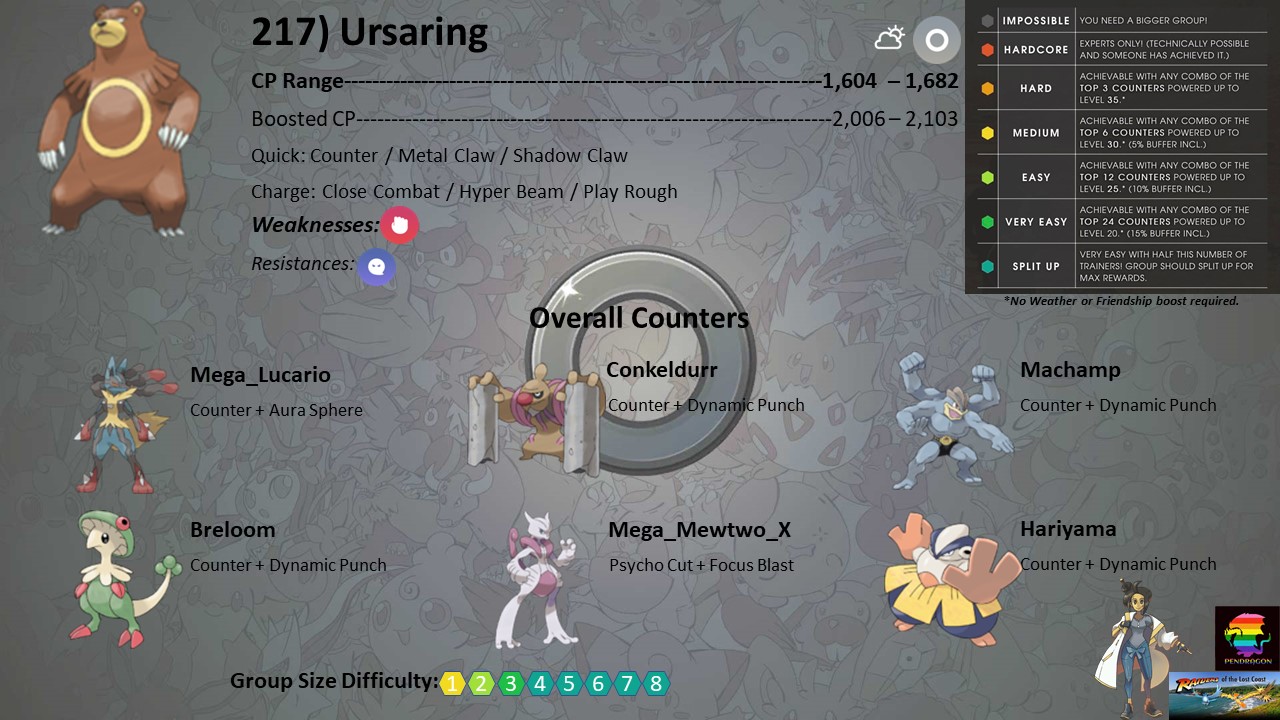 217) Ursaring
CP Range------------------------------------------------------------------1,604 – 1,682
Boosted CP------------------------------------------------------------------2,006 – 2,103
Quick: Counter / Metal Claw / Shadow Claw
Charge: Close Combat / Hyper Beam / Play Rough
Weaknesses:
Resistances:
IMPOSSIBLE YOU NEED A BIGGER GROUP!
HARDCORE EXPERTS ONLY! (TECHNICALLY POSSIBLE
AND SOMEONE HAS ACHIEVED IT.)
HARD ACHIEVABLE WITH ANY COMBO OF THE
TOP 3 COUNTERS POWERED UP TO
LEVEL 35.*
MEDIUM ACHIEVABLE WITH ANY COMBO OF THE
TOP 6 COUNTERS POWERED UP TO
LEVEL 30.* (5% BUFFER INCL.)
EASY ACHIEVABLE WITH ANY COMBO OF THE
TOP 12 COUNTERS POWERED UP TO
LEVEL 25.* (10% BUFFER INCL.)
VERY EASY ACHIEVABLE WITH ANY COMBO OF THE
TOP 24 COUNTERS POWERED UP TO
LEVEL 20.* (15% BUFFER INCL.)
SPLIT UP VERY EASY WITH HALF THIS NUMBER OF
TRAINERS! GROUP SHOULD SPLIT UP FOR
MAX REWARDS.
*No Weather or Friendship boost required.
Overall Counters
Mega_Lucario
Counter + Aura Sphere
Conkeldurr
Counter + Dynamic Punch
Machamp
Counter + Dynamic Punch
Breloom
Counter + Dynamic Punch
Mega_Mewtwo_X
Psycho Cut + Focus Blast
Hariyama
Counter + Dynamic Punch
Group Size Difficulty: 1 2 3 4 5 6 7 8
PENDROGON
RAIDERS of the Lost Coast